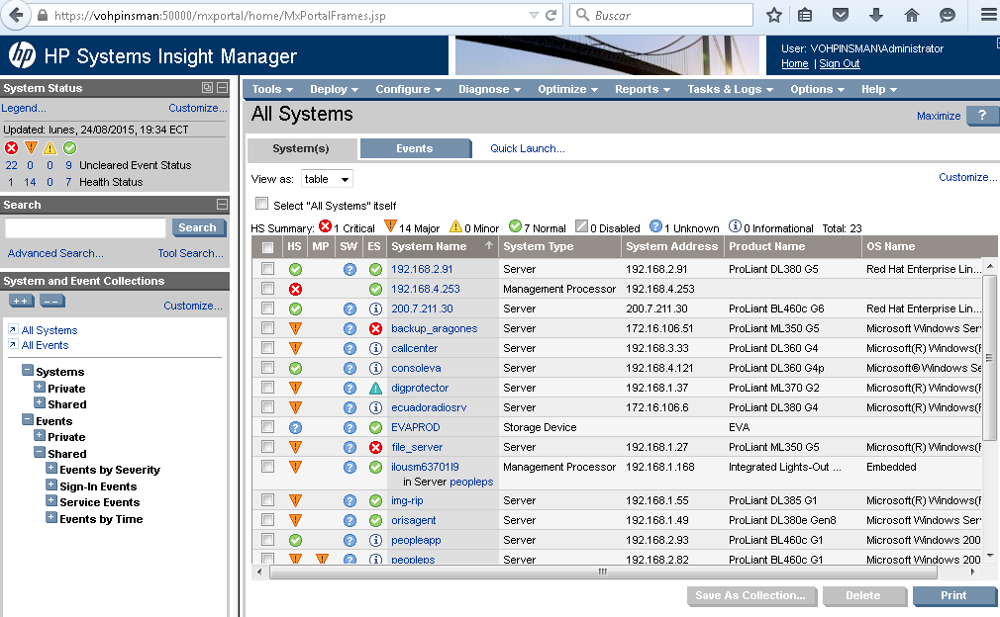 https://vohpinsman:50000/mxportal/home/MxPortalFrames.jsp
Buscar
hp HP Systems Insight Manager
User: VOHPINSMAN\Administrator
Home | Sign Out
System Status
Legend... Customize...
Updated: lunes, 24/08/2015, 19:34 ECT
22 0 0 9 Uncleared Event Status
1 14 0 7 Health Status
Search
Search
Advanced Search... Tool Search...
System and Event Collections
++ -- Customize...
All Systems
All Events
Systems
Private
Shared
Events
Private
Shared
Events by Severity
Sign-In Events
Service Events
Events by Time
Tools Deploy Configure Diagnose Optimize Reports Tasks & Logs Options Help
All Systems
Maximize ?
System(s) Events Quick Launch...
View as: table Customize...
Select "All Systems" itself
HS Summary: 1 Critical 14 Major 0 Minor 7 Normal 0 Disabled 1 Unknown 0 Informational Total: 23
HS MP SW ES System Name System Type System Address Product Name OS Name
192.168.2.91 Server 192.168.2.91 ProLiant DL380 G5 Red Hat Enterprise Lin...
192.168.4.253 Management Processor 192.168.4.253
200.7.211.30 Server 200.7.211.30 ProLiant BL460c G6 Red Hat Enterprise Lin...
backup_aragones Server 172.16.106.51 ProLiant ML350 G5 Microsoft Windows Ser
callcenter Server 192.168.3.33 ProLiant DL360 G4 Microsoft(R) Windows(R
consoleva Server 192.168.4.121 ProLiant DL360 G4p Microsoft® Windows Se
digprotector Server 192.168.1.37 ProLiant ML370 G2 Microsoft(R) Windows(R
ecuadoradiosrv Server 172.16.106.6 ProLiant DL380 G4 Microsoft(R) Windows(R
EVAPROD Storage Device EVA
file_server Server 192.168.1.27 ProLiant ML350 G5 Microsoft(R) Windows(R
ilousm63701l9 Management Processor 192.168.1.168 Integrated Lights-Out ... Embedded
in Server peopleps
img-rip Server 192.168.1.55 ProLiant DL385 G1 Microsoft(R) Windows(R
orisagent Server 192.168.1.49 ProLiant DL380e Gen8 Microsoft Windows Ser
peopleapp Server 192.168.2.93 ProLiant BL460c G1 Microsoft Windows 200
peopleps Server 192.168.2.82 ProLiant BL460c G1 Microsoft Windows 200
Save As Collection... Delete Print